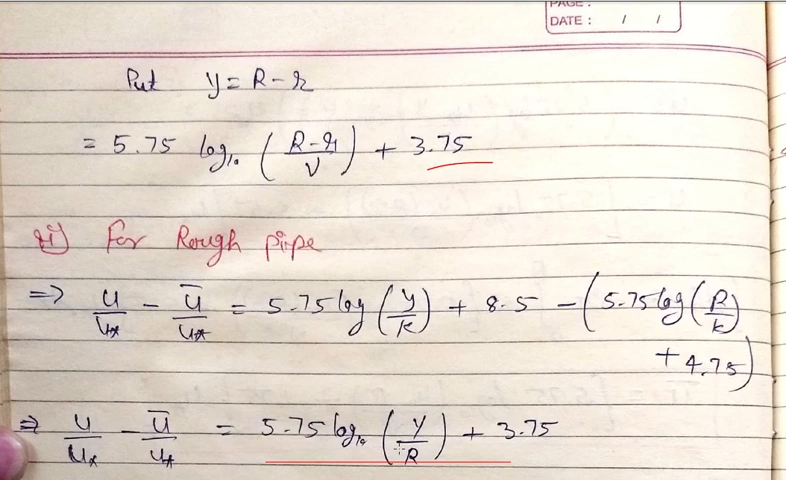 PAGE:
DATE: / /
Put y = R - r
= 5.75 log₁₀ ( (R-r)/V ) + 3.75
ii) For Rough pipe
=> u/u* - ū/u* = 5.75 log (y/k) + 8.5 - ( 5.75 log (R/k)
+ 4.75 )
=> u/u* - ū/u* = 5.75 log₁₀ (y/R) + 3.75